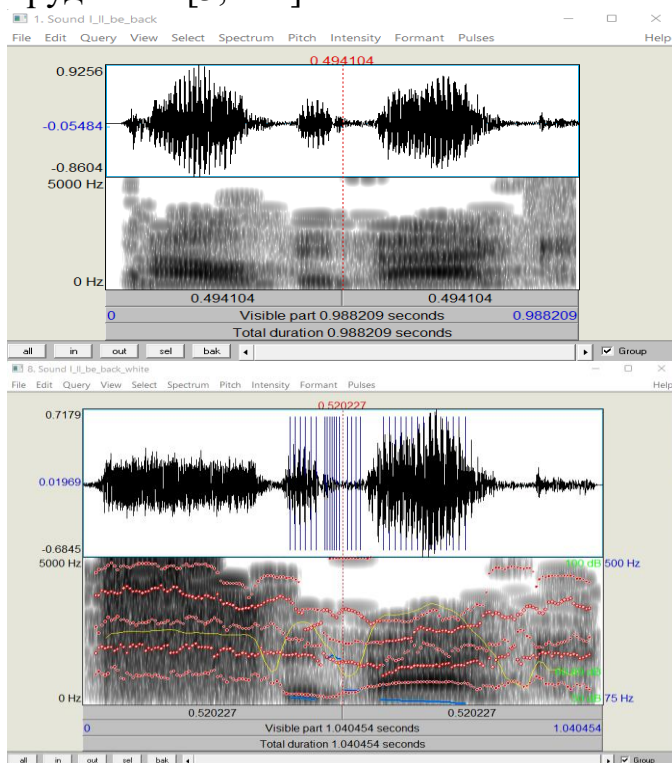 1. Sound I_ll_be_back
File Edit Query View Select Spectrum Pitch Intensity Formant Pulses Help
0.494104
0.9256
-0.05484
-0.8604
5000 Hz
0 Hz
0.494104 0.494104
0 Visible part 0.988209 seconds 0.988209
Total duration 0.988209 seconds
all in out sel bak Group
8. Sound I_ll_be_back_white
File Edit Query View Select Spectrum Pitch Intensity Formant Pulses Help
0.520227
0.7179
0.01969
-0.6845
5000 Hz 100 dB 500 Hz
0 Hz 75 Hz
0.520227 0.520227
0 Visible part 1.040454 seconds 1.040454
Total duration 1.040454 seconds
all in out sel bak Group